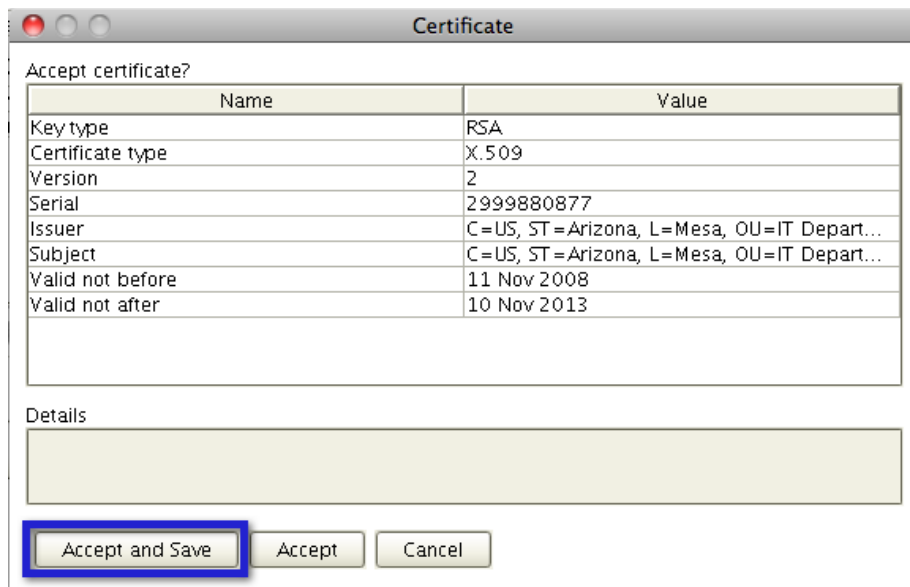 Certificate
Accept certificate?
Name Value
Key type RSA
Certificate type X.509
Version 2
Serial 2999880877
Issuer C=US, ST=Arizona, L=Mesa, OU=IT Depart...
Subject C=US, ST=Arizona, L=Mesa, OU=IT Depart...
Valid not before 11 Nov 2008
Valid not after 10 Nov 2013
Details
Accept and Save Accept Cancel